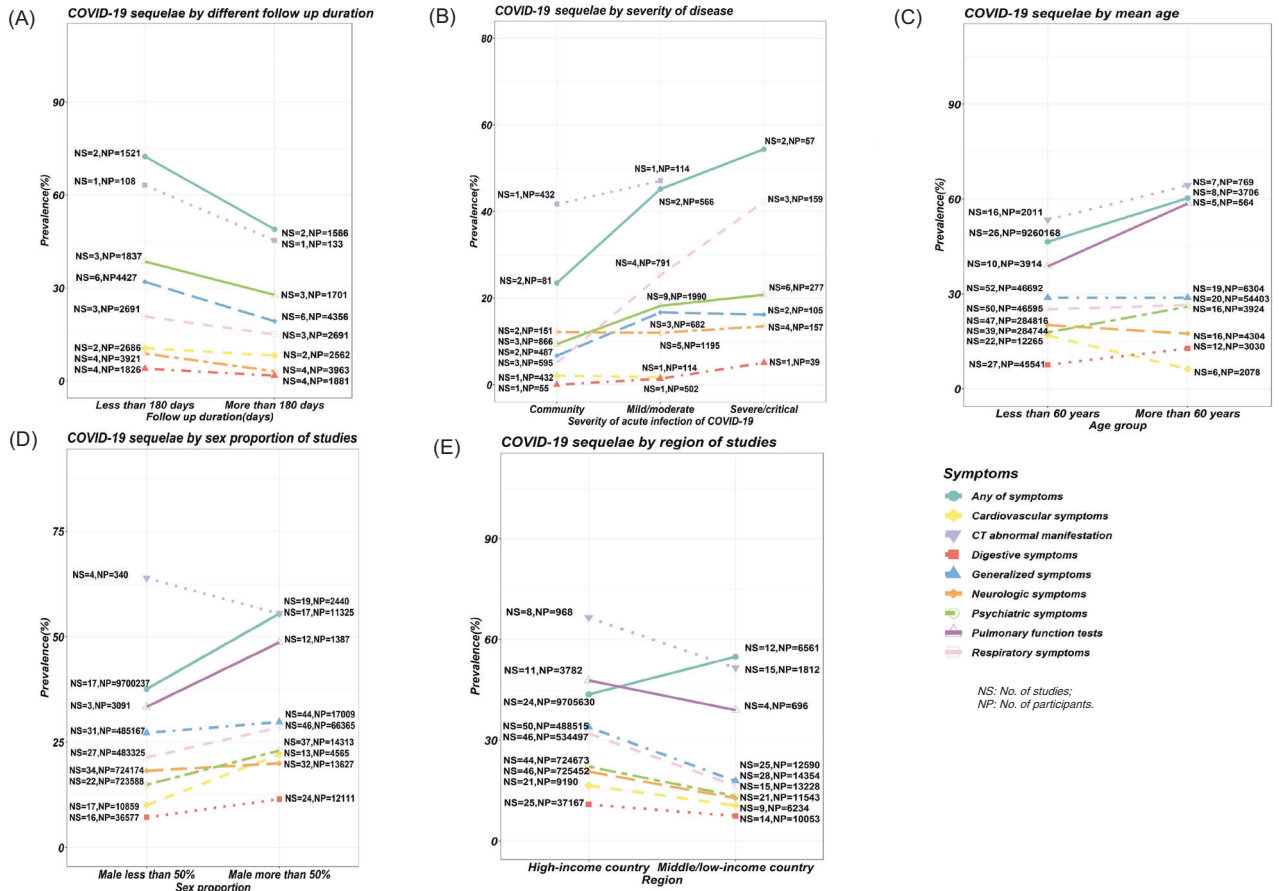 (A)
COVID-19 sequelae by different follow up duration
Prevalence(%)
90
60
30
0
NS=2,NP=1521
NS=1,NP=108
NS=3,NP=1837
NS=6,NP4427
NS=3,NP=2691
NS=2,NP=2686
NS=4,NP=3921
NS=4,NP=1826
NS=2,NP=1566
NS=1,NP=133
NS=3,NP=1701
NS=6,NP=4356
NS=3,NP=2691
NS=2,NP=2562
NS=4,NP=3963
NS=4,NP=1881
Less than 180 days
More than 180 days
Follow up duration(days)
(B)
COVID-19 sequelae by severity of disease
Prevalence(%)
80
60
40
20
0
NS=1,NP=432
NS=2,NP=81
NS=2,NP=151
NS=3,NP=866
NS=2,NP=487
NS=3,NP=595
NS=1,NP=432
NS=1,NP=55
NS=1,NP=114
NS=2,NP=566
NS=4,NP=791
NS=9,NP=1990
NS=3,NP=682
NS=5,NP=1195
NS=1,NP=114
NS=1,NP=502
NS=2,NP=57
NS=3,NP=159
NS=6,NP=277
NS=2,NP=105
NS=4,NP=157
NS=1,NP=39
Community
Mild/moderate
Severe/critical
Severity of acute infection of COVID-19
(C)
COVID-19 sequelae by mean age
Prevalence(%)
90
60
30
0
NS=16,NP=2011
NS=26,NP=9260168
NS=10,NP=3914
NS=52,NP=46692
NS=50,NP=46595
NS=47,NP=284816
NS=39,NP=284744
NS=22,NP=12265
NS=27,NP=45541
NS=7,NP=769
NS=8,NP=3706
NS=5,NP=564
NS=19,NP=6304
NS=20,NP=54403
NS=16,NP=3924
NS=16,NP=4304
NS=12,NP=3030
NS=6,NP=2078
Less than 60 years
More than 60 years
Age group
(D)
COVID-19 sequelae by sex proportion of studies
Prevalence(%)
75
50
25
0
NS=4,NP=340
NS=17,NP=9700237
NS=3,NP=3091
NS=31,NP=485167
NS=27,NP=483325
NS=34,NP=724174
NS=22,NP=723588
NS=17,NP=10859
NS=16,NP=36577
NS=19,NP=2440
NS=17,NP=11325
NS=12,NP=1387
NS=44,NP=17009
NS=46,NP=66365
NS=37,NP=14313
NS=13,NP=4565
NS=32,NP=13627
NS=24,NP=12111
Male less than 50%
Male more than 50%
Sex proportion
(E)
COVID-19 sequelae by region of studies
Prevalence(%)
90
60
30
0
NS=8,NP=968
NS=11,NP=3782
NS=24,NP=9705630
NS=50,NP=488515
NS=46,NP=534497
NS=44,NP=724673
NS=46,NP=725452
NS=21,NP=9190
NS=25,NP=37167
NS=12,NP=6561
NS=15,NP=1812
NS=4,NP=696
NS=25,NP=12590
NS=28,NP=14354
NS=15,NP=13228
NS=21,NP=11543
NS=9,NP=6234
NS=14,NP=10053
High-income country
Middle/low-income country
Region
Symptoms
Any of symptoms
Cardiovascular symptoms
CT abnormal manifestation
Digestive symptoms
Generalized symptoms
Neurologic symptoms
Psychiatric symptoms
Pulmonary function tests
Respiratory symptoms
NS: No. of studies;
NP: No. of participants.